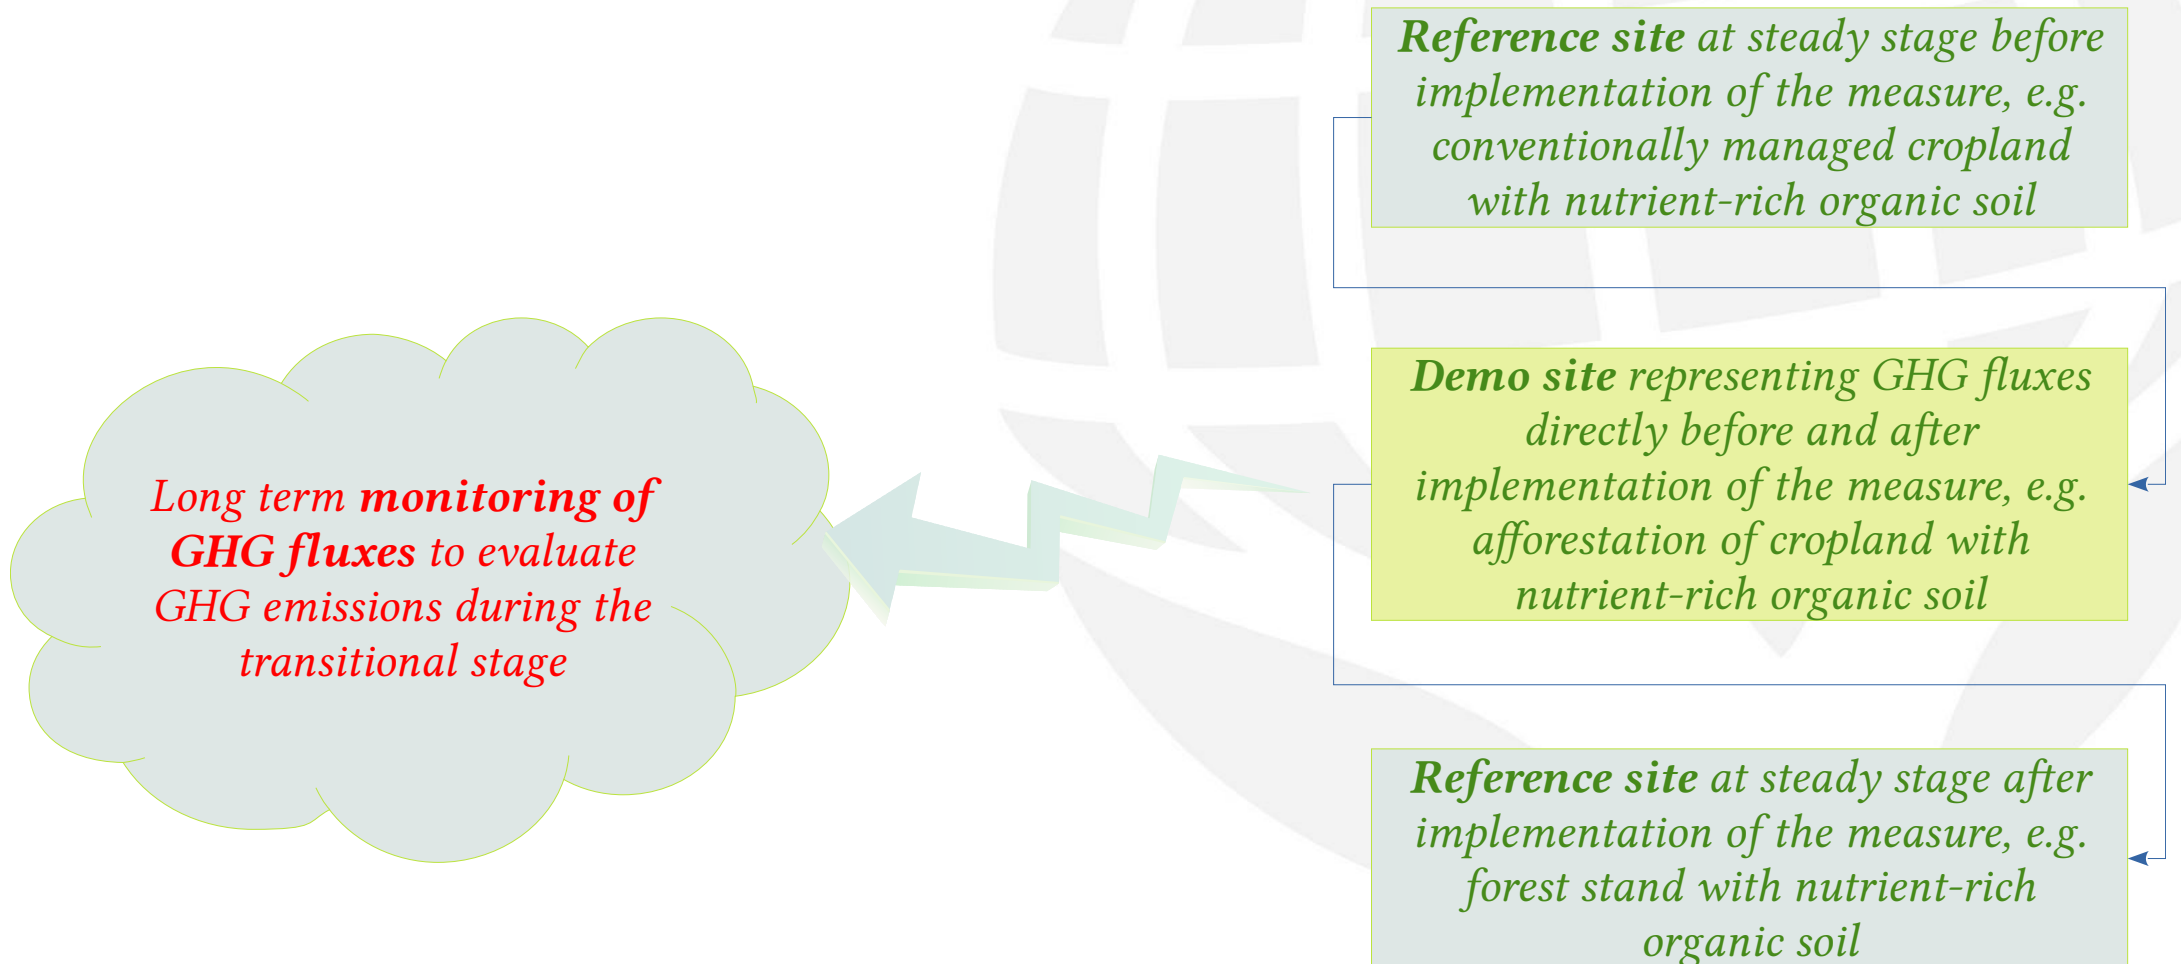 Reference site at steady stage before
implementation of the measure, e.g.
conventionally managed cropland
with nutrient-rich organic soil
Demo site representing GHG fluxes
directly before and after
implementation of the measure, e.g.
afforestation of cropland with
nutrient-rich organic soil
Long term monitoring of
GHG fluxes to evaluate
GHG emissions during the
transitional stage
Reference site at steady stage after
implementation of the measure, e.g.
forest stand with nutrient-rich
organic soil